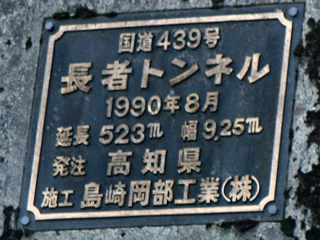 国道439号
長者トンネル
1990年8月
延長 523m 幅 9,25m
発注 高知県
施工 島崎岡部工業(株)